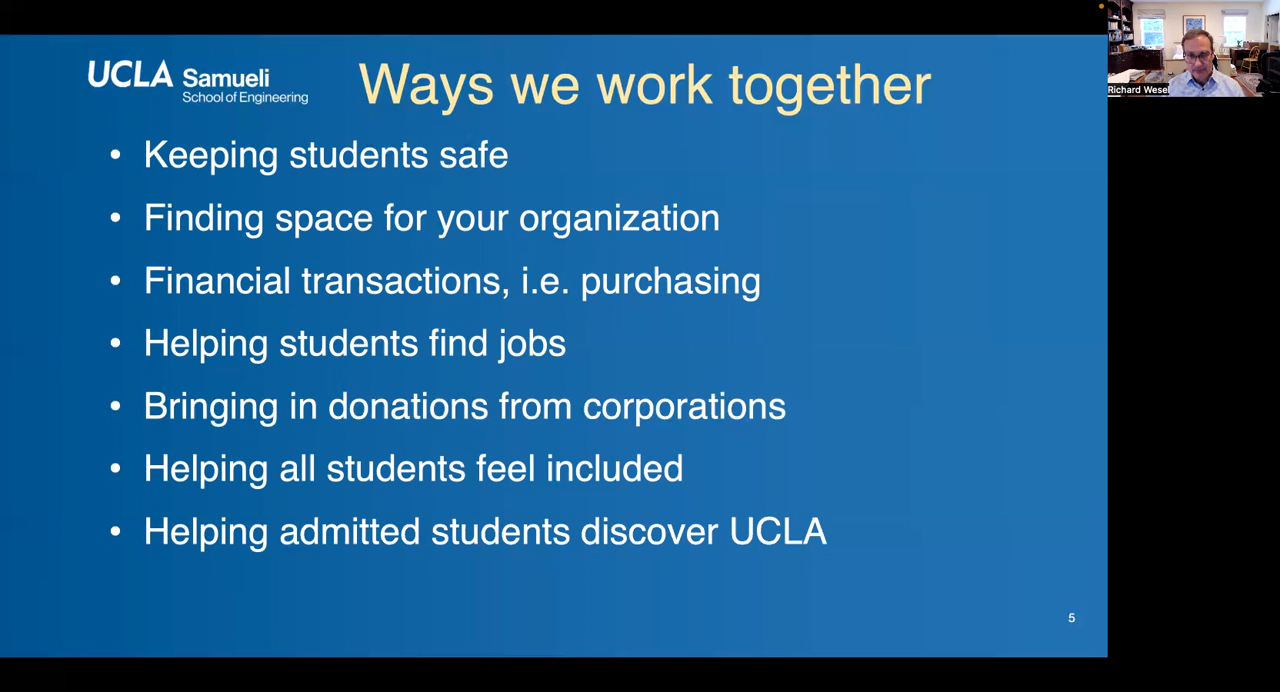 UCLA Samueli
School of Engineering
Ways we work together
• Keeping students safe
• Finding space for your organization
• Financial transactions, i.e. purchasing
• Helping students find jobs
• Bringing in donations from corporations
• Helping all students feel included
• Helping admitted students discover UCLA
5
Richard Wesel